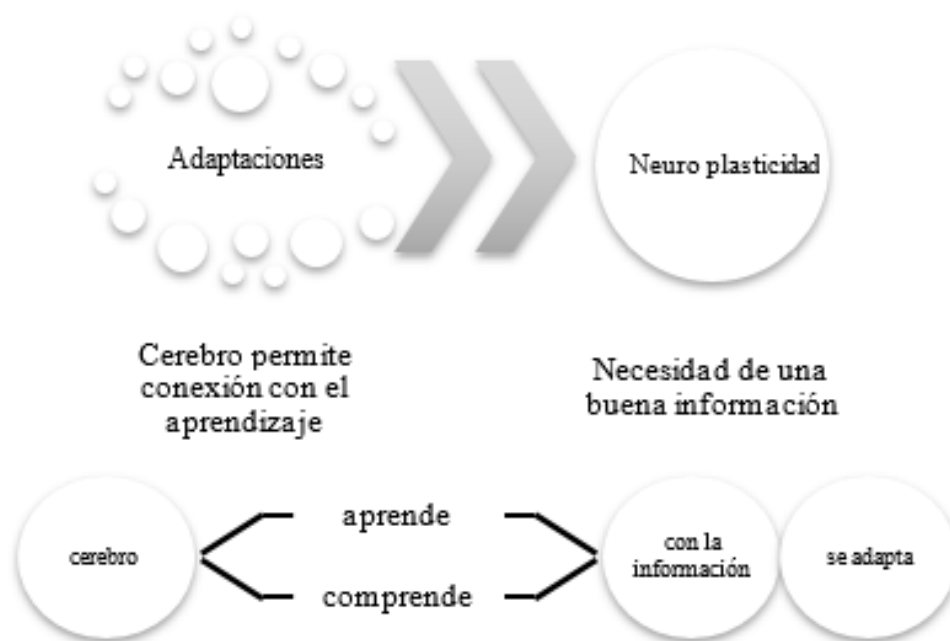 Adaptaciones
Neuro plasticidad
Cerebro permite
conexión con el
aprendizaje
Necesidad de una
buena información
cerebro
aprende
comprende
con la
información
se adapta